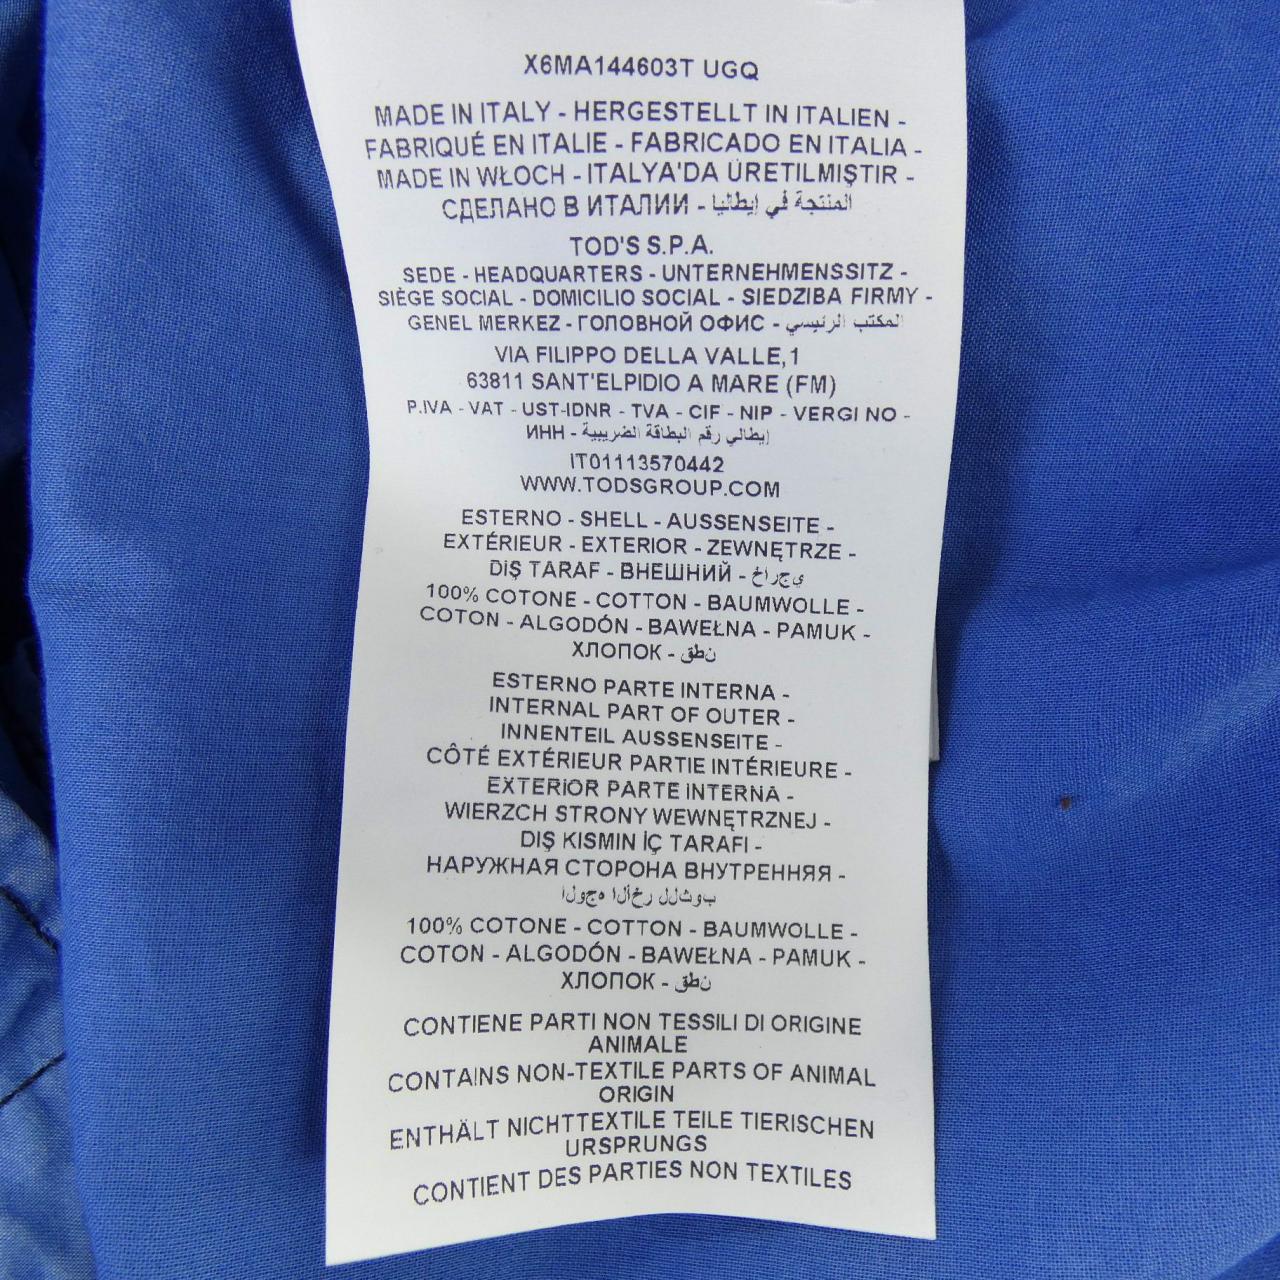 X6MA144603T UGQ
MADE IN ITALY - HERGESTELLT IN ITALIEN -
FABRIQUÉ EN ITALIE - FABRICADO EN ITALIA -
MADE IN WŁOCH - ITALYA'DA ÜRETILMIŞTIR -
СДЕЛАНО В ИТАЛИИ - المنتجة في إيطاليا
TOD'S S.P.A.
SEDE - HEADQUARTERS - UNTERNEHMENSSITZ -
SIÈGE SOCIAL - DOMICILIO SOCIAL - SIEDZIBA FIRMY -
GENEL MERKEZ - ГОЛОВНОЙ ОФИС - المكتب الرئيسي
VIA FILIPPO DELLA VALLE,1
63811 SANT'ELPIDIO A MARE (FM)
P.IVA - VAT - UST-IDNR - TVA - CIF - NIP - VERGI NO -
ИНН - إيطالي رقم البطاقة الضريبية
IT01113570442
WWW.TODSGROUP.COM
ESTERNO - SHELL - AUSSENSEITE -
EXTÉRIEUR - EXTERIOR - ZEWNĘTRZE -
DIŞ TARAF - ВНЕШНИЙ - خارجي
100% COTONE - COTTON - BAUMWOLLE -
COTON - ALGODÓN - BAWEŁNA - PAMUK -
ХЛОПОК - قطن
ESTERNO PARTE INTERNA -
INTERNAL PART OF OUTER -
INNENTEIL AUSSENSEITE -
CÔTÉ EXTÉRIEUR PARTIE INTÉRIEURE -
EXTERIOR PARTE INTERNA -
WIERZCH STRONY WEWNĘTRZNEJ -
DIŞ KISMIN İÇ TARAFI -
НАРУЖНАЯ СТОРОНА ВНУТРЕННЯЯ -
100% COTONE - COTTON - BAUMWOLLE -
COTON - ALGODÓN - BAWEŁNA - PAMUK -
ХЛОПОК - قطن
CONTIENE PARTI NON TESSILI DI ORIGINE
ANIMALE
CONTAINS NON-TEXTILE PARTS OF ANIMAL
ORIGIN
ENTHÄLT NICHTTEXTILE TEILE TIERISCHEN
URSPRUNGS
CONTIENT DES PARTIES NON TEXTILES